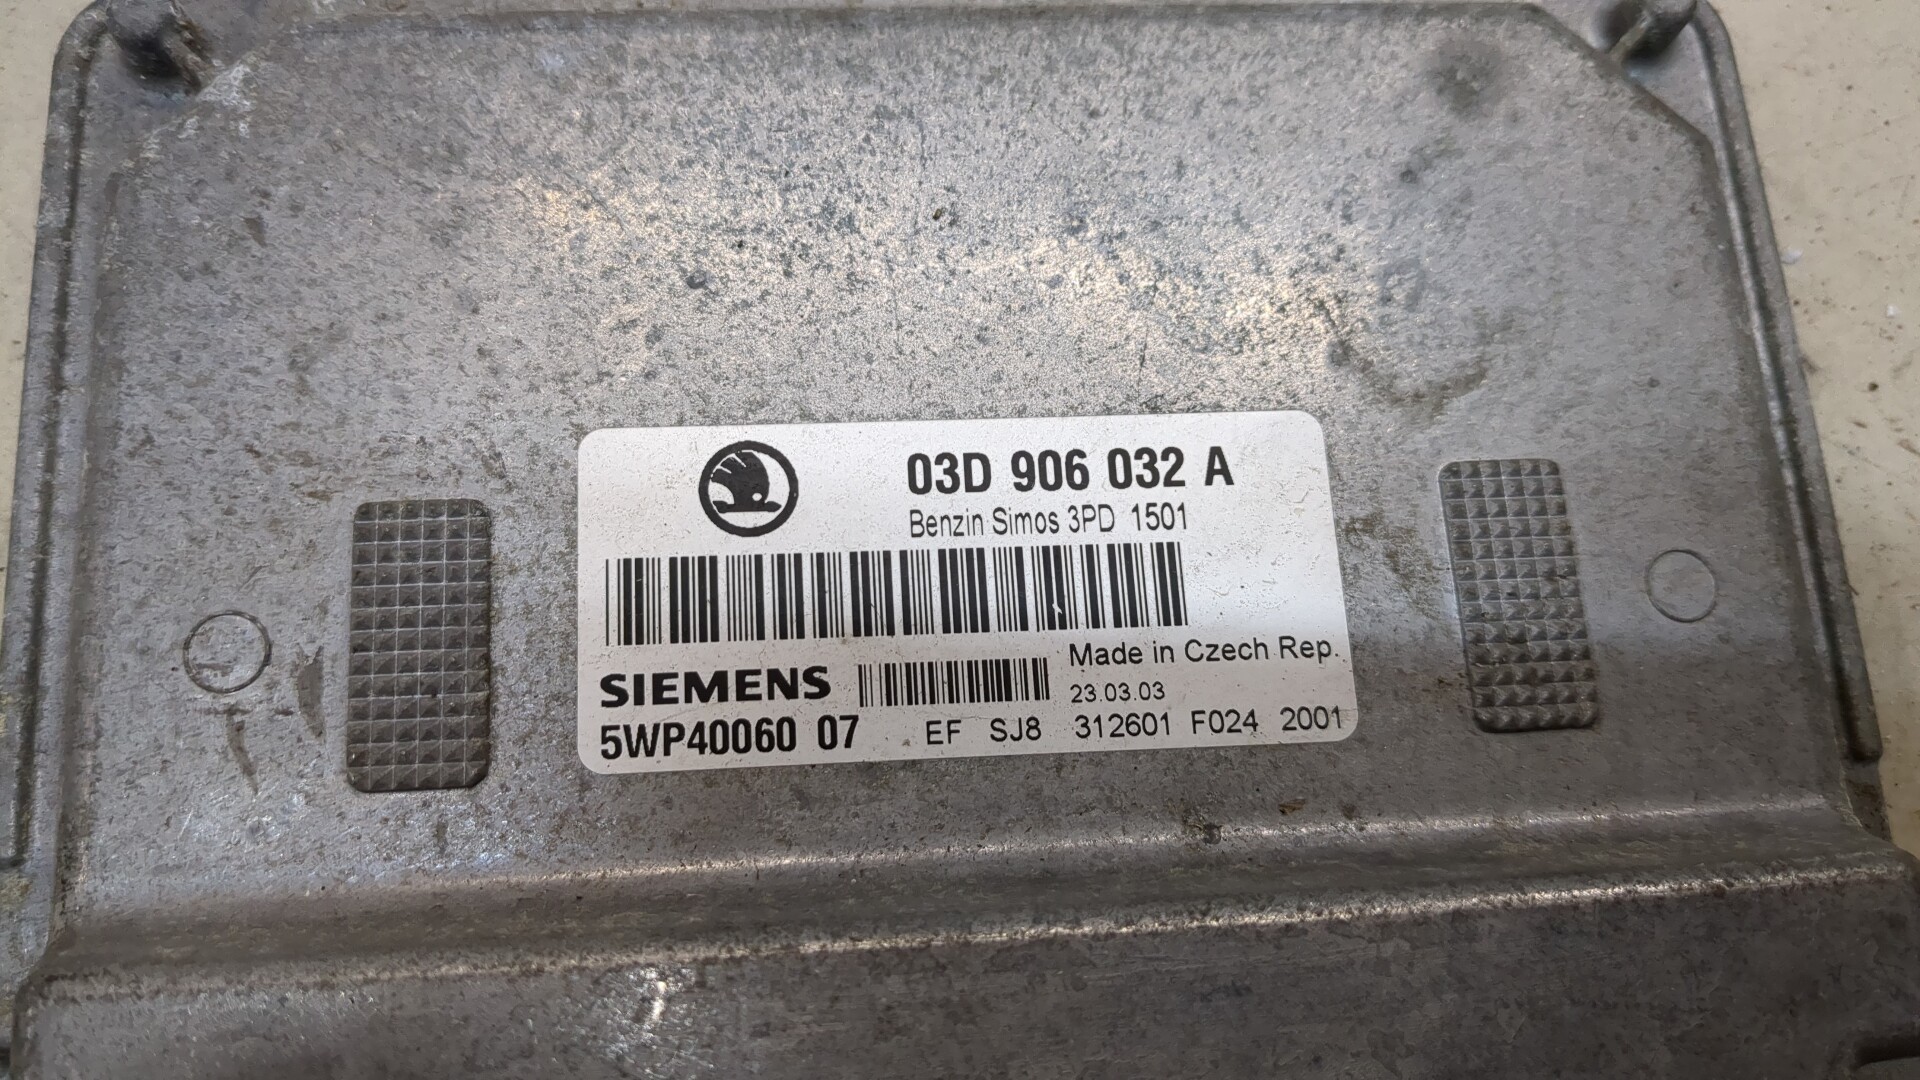 03D 906 032 A
Benzin Simos 3PD 1501
Made in Czech Rep.
SIEMENS
23.03.03
5WP40060 07 EF SJ8 312601 F024 2001